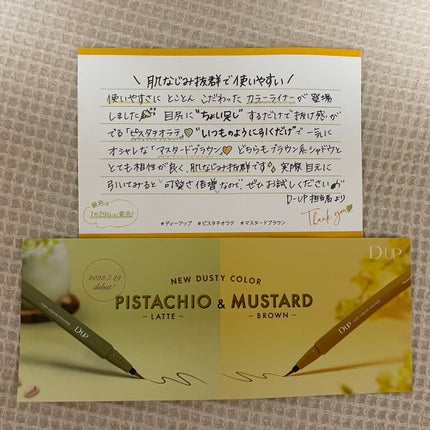 \ 肌なじみ抜群で使いやすい /
使いやすさに とことん こだわった カラーライナーが 登場
しました 目尻に"ちょい足し"するだけで抜け感が
でる「ピスタチオラテ」"いつものように引くだけ"で 一気に
オシャレな「マスタードブラウン」どちらもブラウン系シャドウと
とても相性が良く、肌なじみ抜群です 実際 目元に
引いてみると 可愛さ倍増なので、ぜひお試しください
D-UP 担当者より
新色は
7月29日(金)発売!
#ディーアップ #ピスタチオラテ #マスタードブラウン
Thank you
D-UP
2022.7.29
debut!
NEW DUSTY COLOR
PISTACHIO & MUSTARD
- LATTE - - BROWN -
D-UP
D-UP